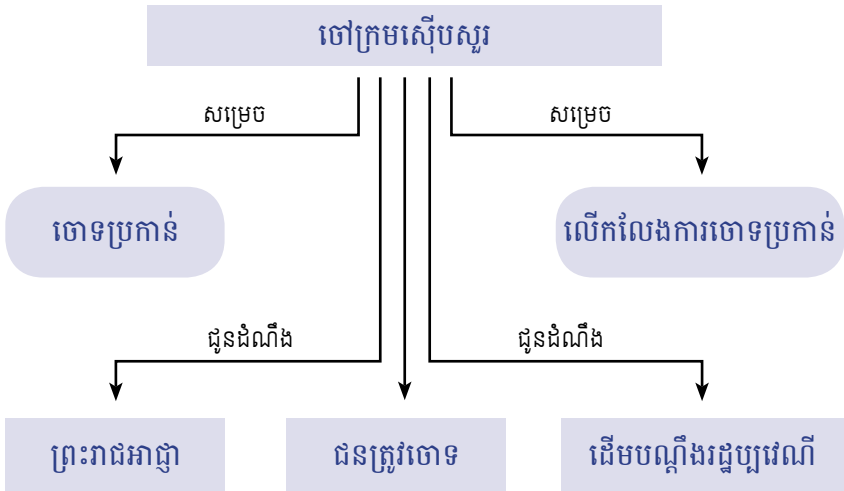 ចៅក្រមស៊ើបសួរ
សម្រេច
សម្រេច
ចោទប្រកាន់
លើកលែងការចោទប្រកាន់
ជូនដំណឹង
ជូនដំណឹង
ព្រះរាជអាជ្ញា
ជនត្រូវចោទ
ដើមបណ្តឹងរដ្ឋប្បវេណី